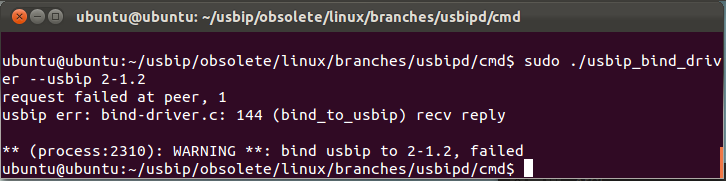 ubuntu@ubuntu: ~/usbip/obsolete/linux/branches/usbipd/cmd
ubuntu@ubuntu:~/usbip/obsolete/linux/branches/usbipd/cmd$ sudo ./usbip_bind_driv
er --usbip 2-1.2
request failed at peer, 1
usbip err: bind-driver.c: 144 (bind_to_usbip) recv reply
** (process:2310): WARNING **: bind usbip to 2-1.2, failed
ubuntu@ubuntu:~/usbip/obsolete/linux/branches/usbipd/cmd$